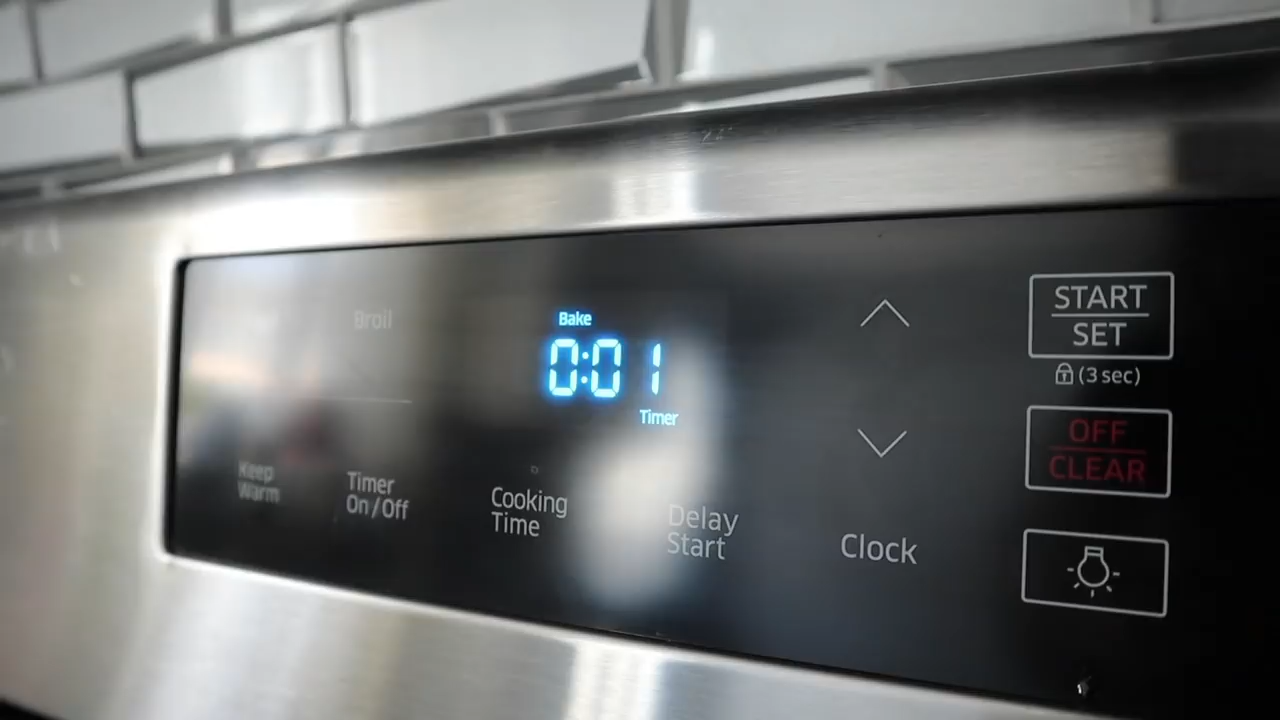 Broil
Bake
0:01
Timer
START
SET
(3 sec)
OFF
CLEAR
Keep
Warm
Timer
On/Off
Cooking
Time
Delay
Start
Clock